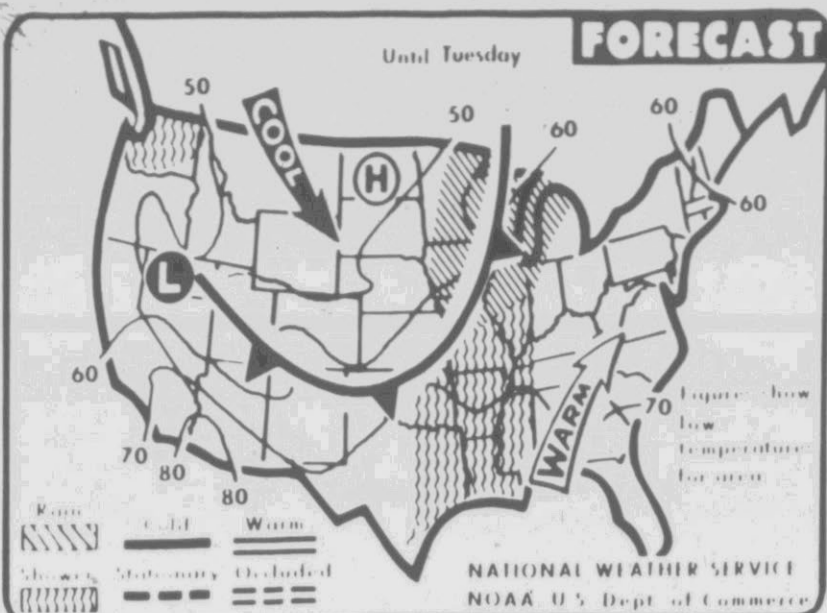 FORECAST
Until Tuesday
50
COOL
50
60
60
H
60
L
60
70
80
80
70
WARM
Figures show
low
temperatures
for area
Rain
Cold
Warm
Showers
Stationary
Occluded
NATIONAL WEATHER SERVICE
NOAA U S Dept of Commerce